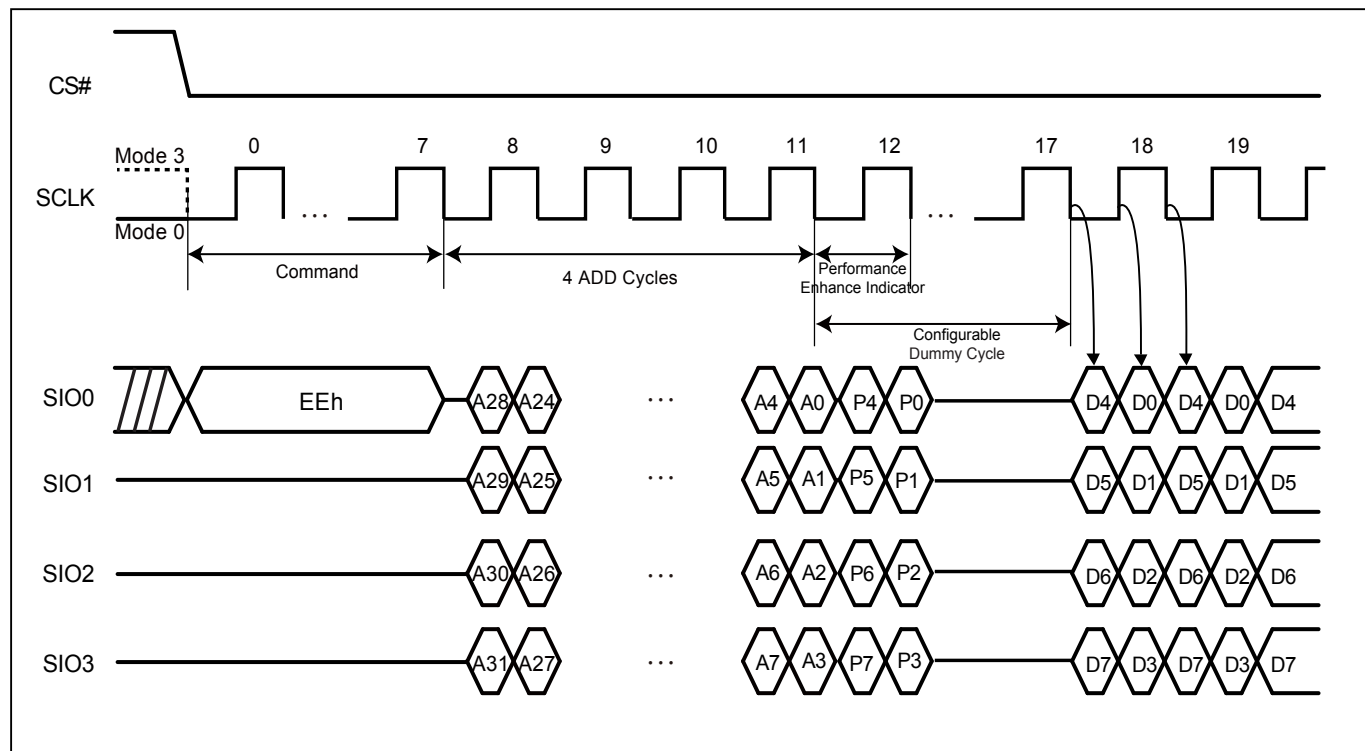 CS#
0 7 8 9 10 11 12 17 18 19
Mode 3
SCLK
... ...
Mode 0
Command
4 ADD Cycles
Performance
Enhance Indicator
Configurable
Dummy Cycle
SIO0 EEh A28 A24 ... A4 A0 P4 P0 D4 D0 D4 D0 D4
SIO1 A29 A25 ... A5 A1 P5 P1 D5 D1 D5 D1 D5
SIO2 A30 A26 ... A6 A2 P6 P2 D6 D2 D6 D2 D6
SIO3 A31 A27 ... A7 A3 P7 P3 D7 D3 D7 D3 D7